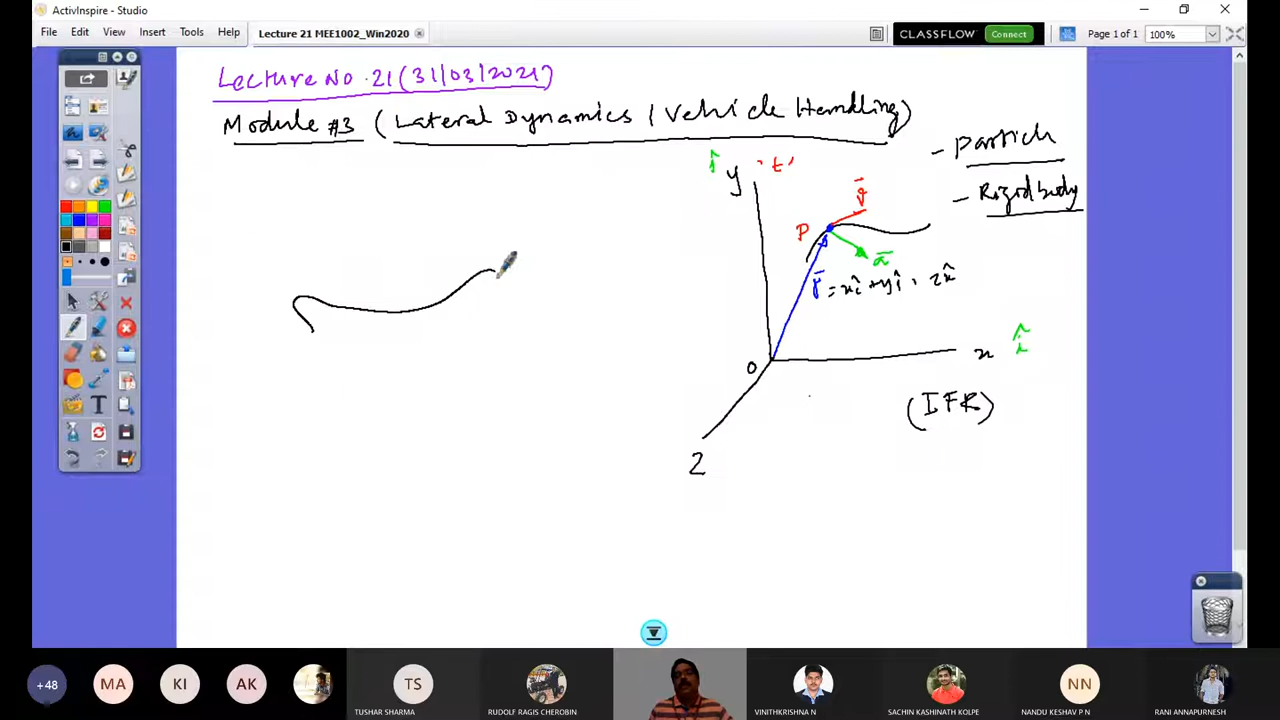 ActivInspire - Studio
File Edit View Insert Tools Help
Lecture 21 MEE1002_Win2020
CLASSFLOW Connect
Page 1 of 1
100%
Lecture No. 21 (31/03/2021)
Module #3 (Lateral Dynamics / Vehicle Handling)
- Particle
- Rigid body
ĵ y 't'
P v̄
ā
r̄ = xî + yĵ + zk̂
O x î
(IFR)
Z
+48 MA KI AK TS NN
TUSHAR SHARMA RUDOLF RAGIS CHEROBIN VINITHKRISHNA N SACHIN KASHINATH KOLPE NANDU KESHAV P N RANI ANNAPURNESH